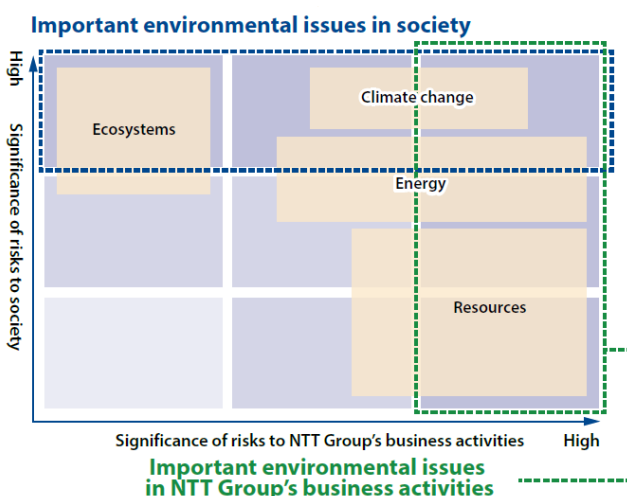 Important environmental issues in society
High
Significance of risks to society
Climate change
Ecosystems
Energy
Resources
Significance of risks to NTT Group's business activities
High
Important environmental issues
in NTT Group's business activities